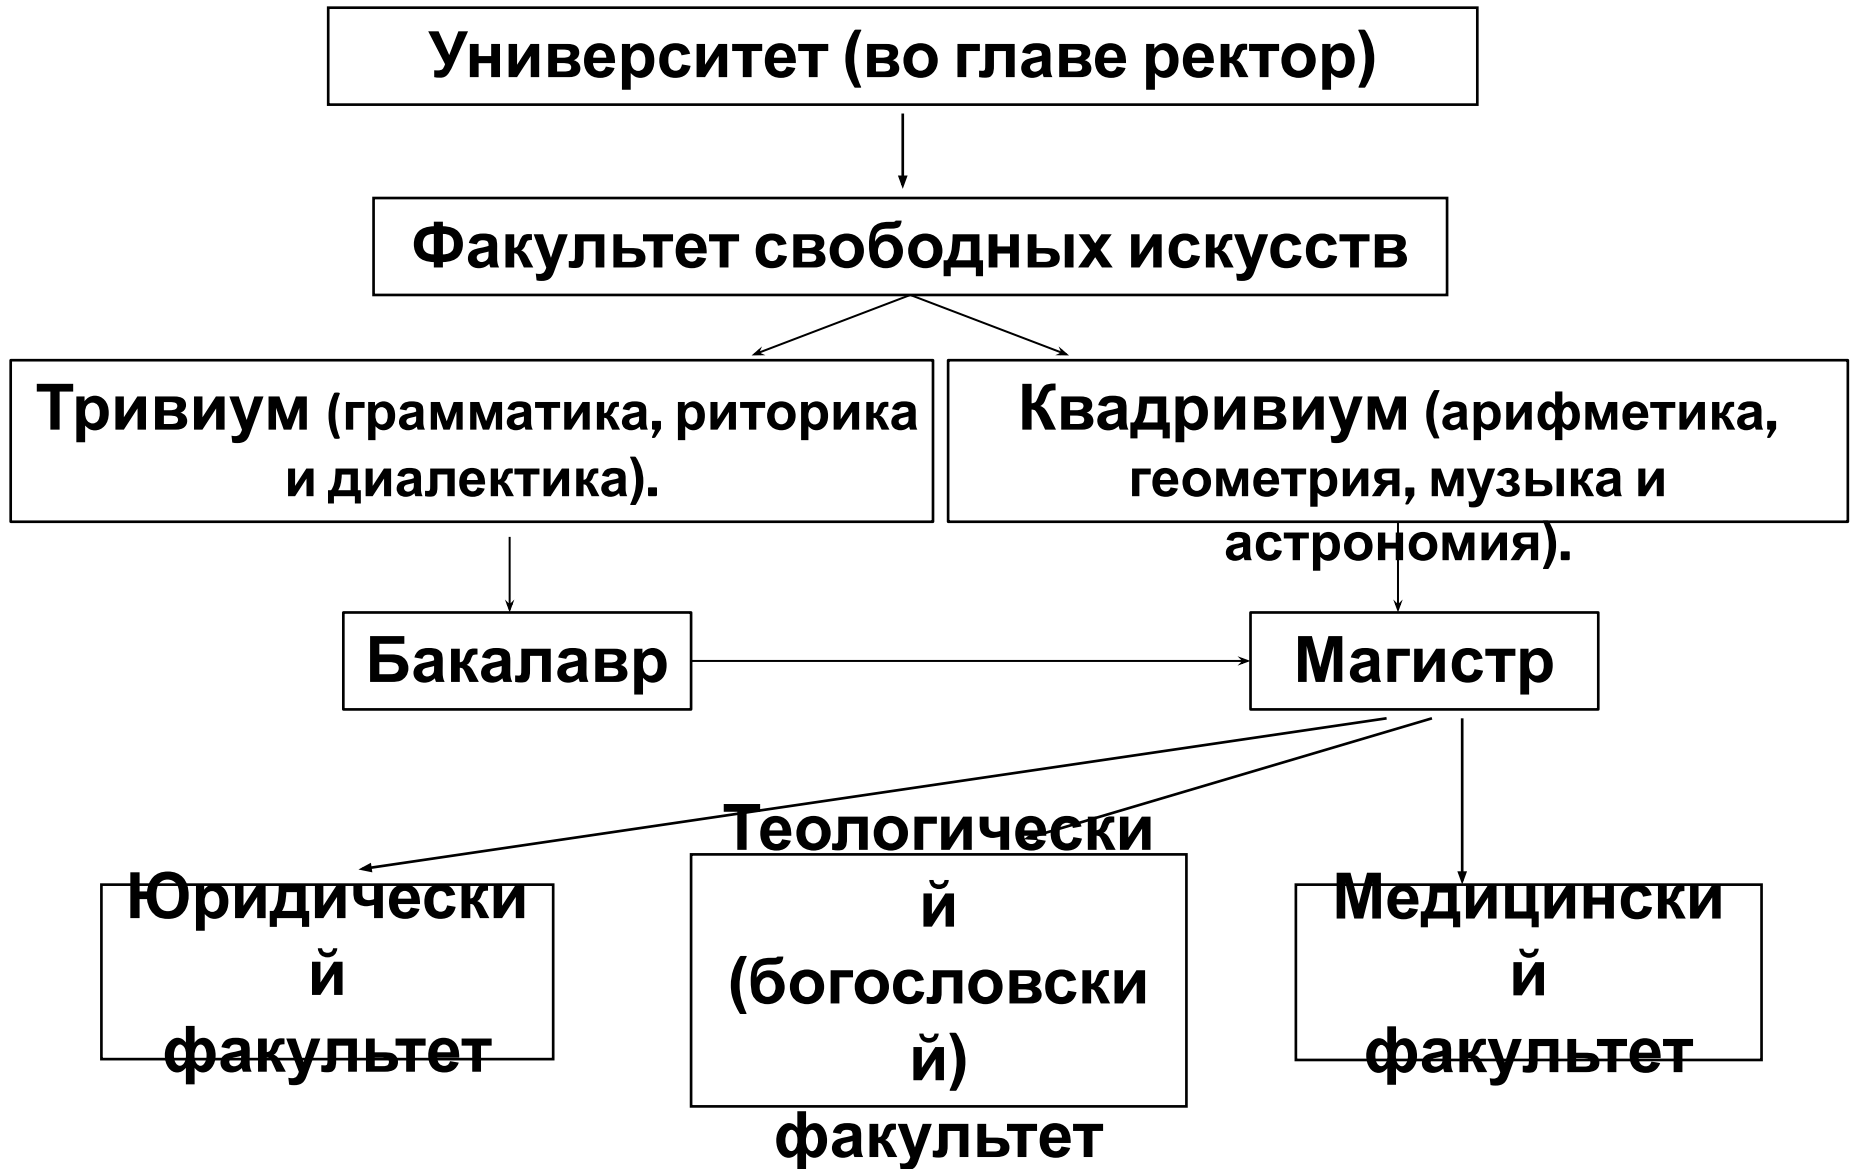 Университет (во главе ректор)
Факультет свободных искусств
Тривиум (грамматика, риторика
и диалектика).
Квадривиум (арифметика,
геометрия, музыка и
астрономия).
Бакалавр
Магистр
Юридически
й
факультет
Теологически
й
(богословски
й)
факультет
Медицински
й
факультет